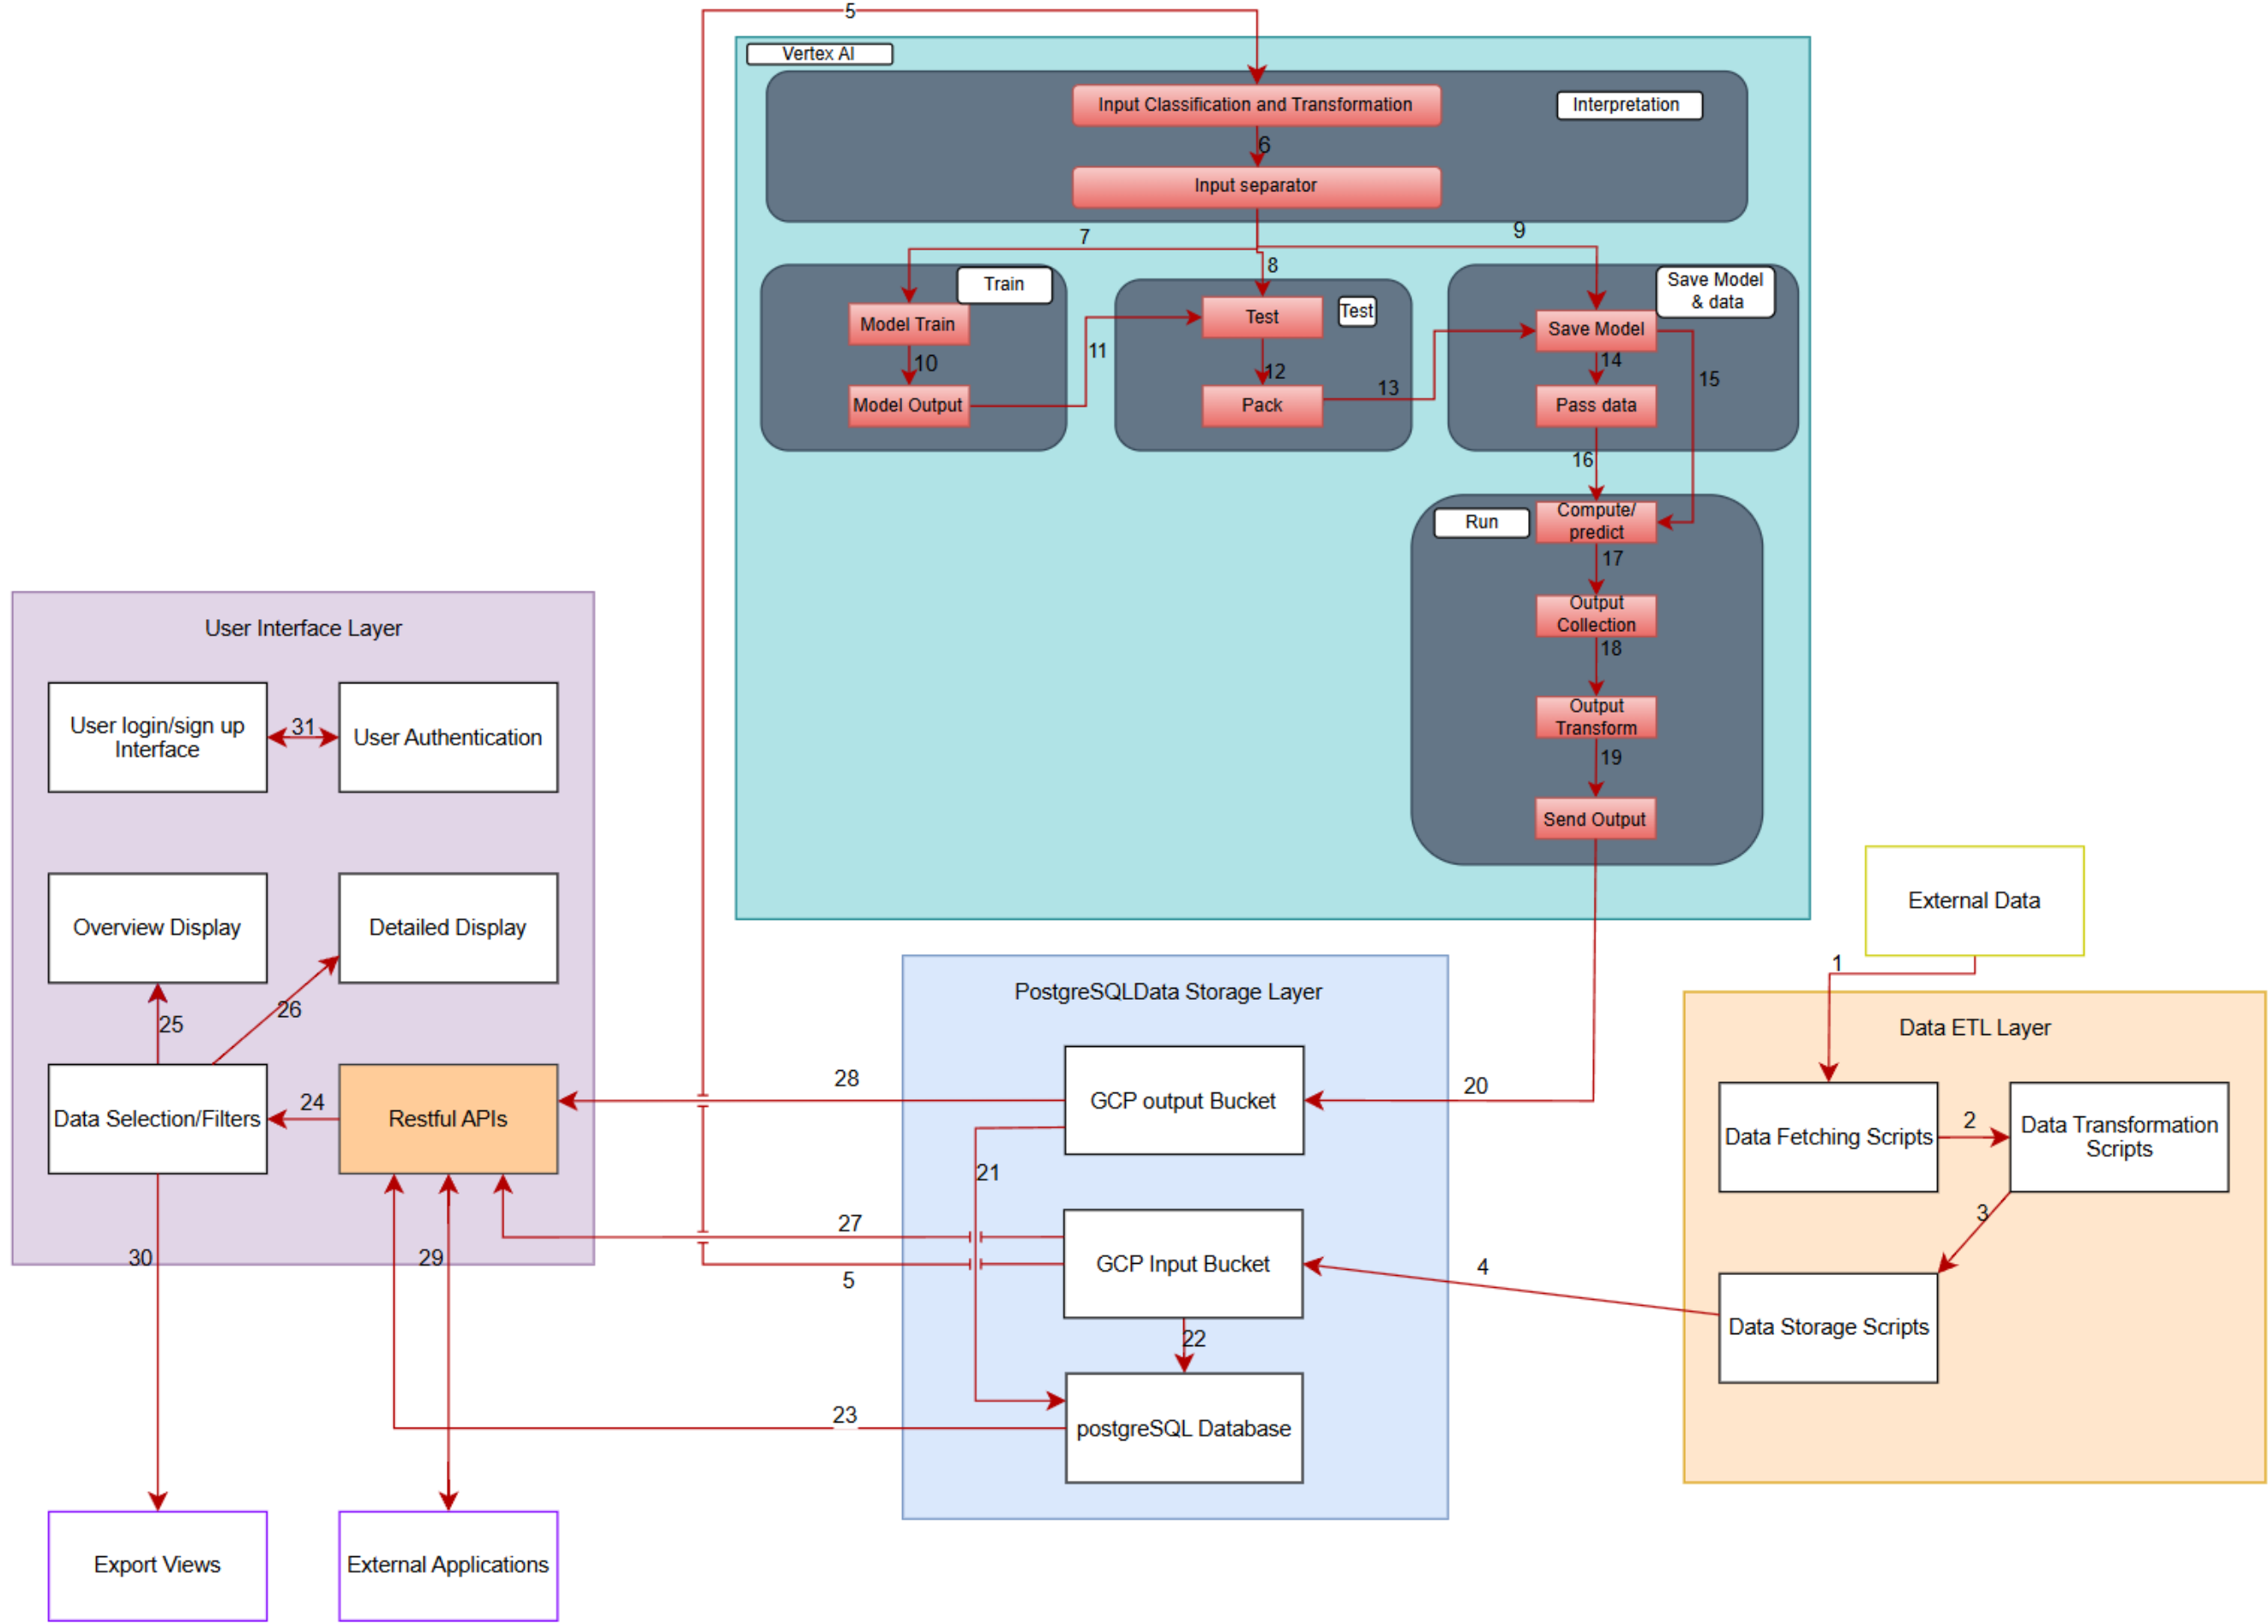 5
Vertex AI
Input Classification and Transformation
Interpretation
6
Input separator
7
9
8
Train
Save Model
& data
Model Train
Test
Test
Save Model
10
11
12
14
15
13
Model Output
Pack
Pass data
16
Run
Compute/
predict
17
Output
Collection
18
Output
Transform
19
Send Output
User Interface Layer
User login/sign up
Interface
31
User Authentication
Overview Display
Detailed Display
25
26
Data Selection/Filters
24
Restful APIs
30
29
Export Views
External Applications
PostgreSQLData Storage Layer
28
GCP output Bucket
20
21
27
GCP Input Bucket
5
4
22
23
postgreSQL Database
External Data
1
Data ETL Layer
Data Fetching Scripts
2
Data Transformation
Scripts
3
Data Storage Scripts